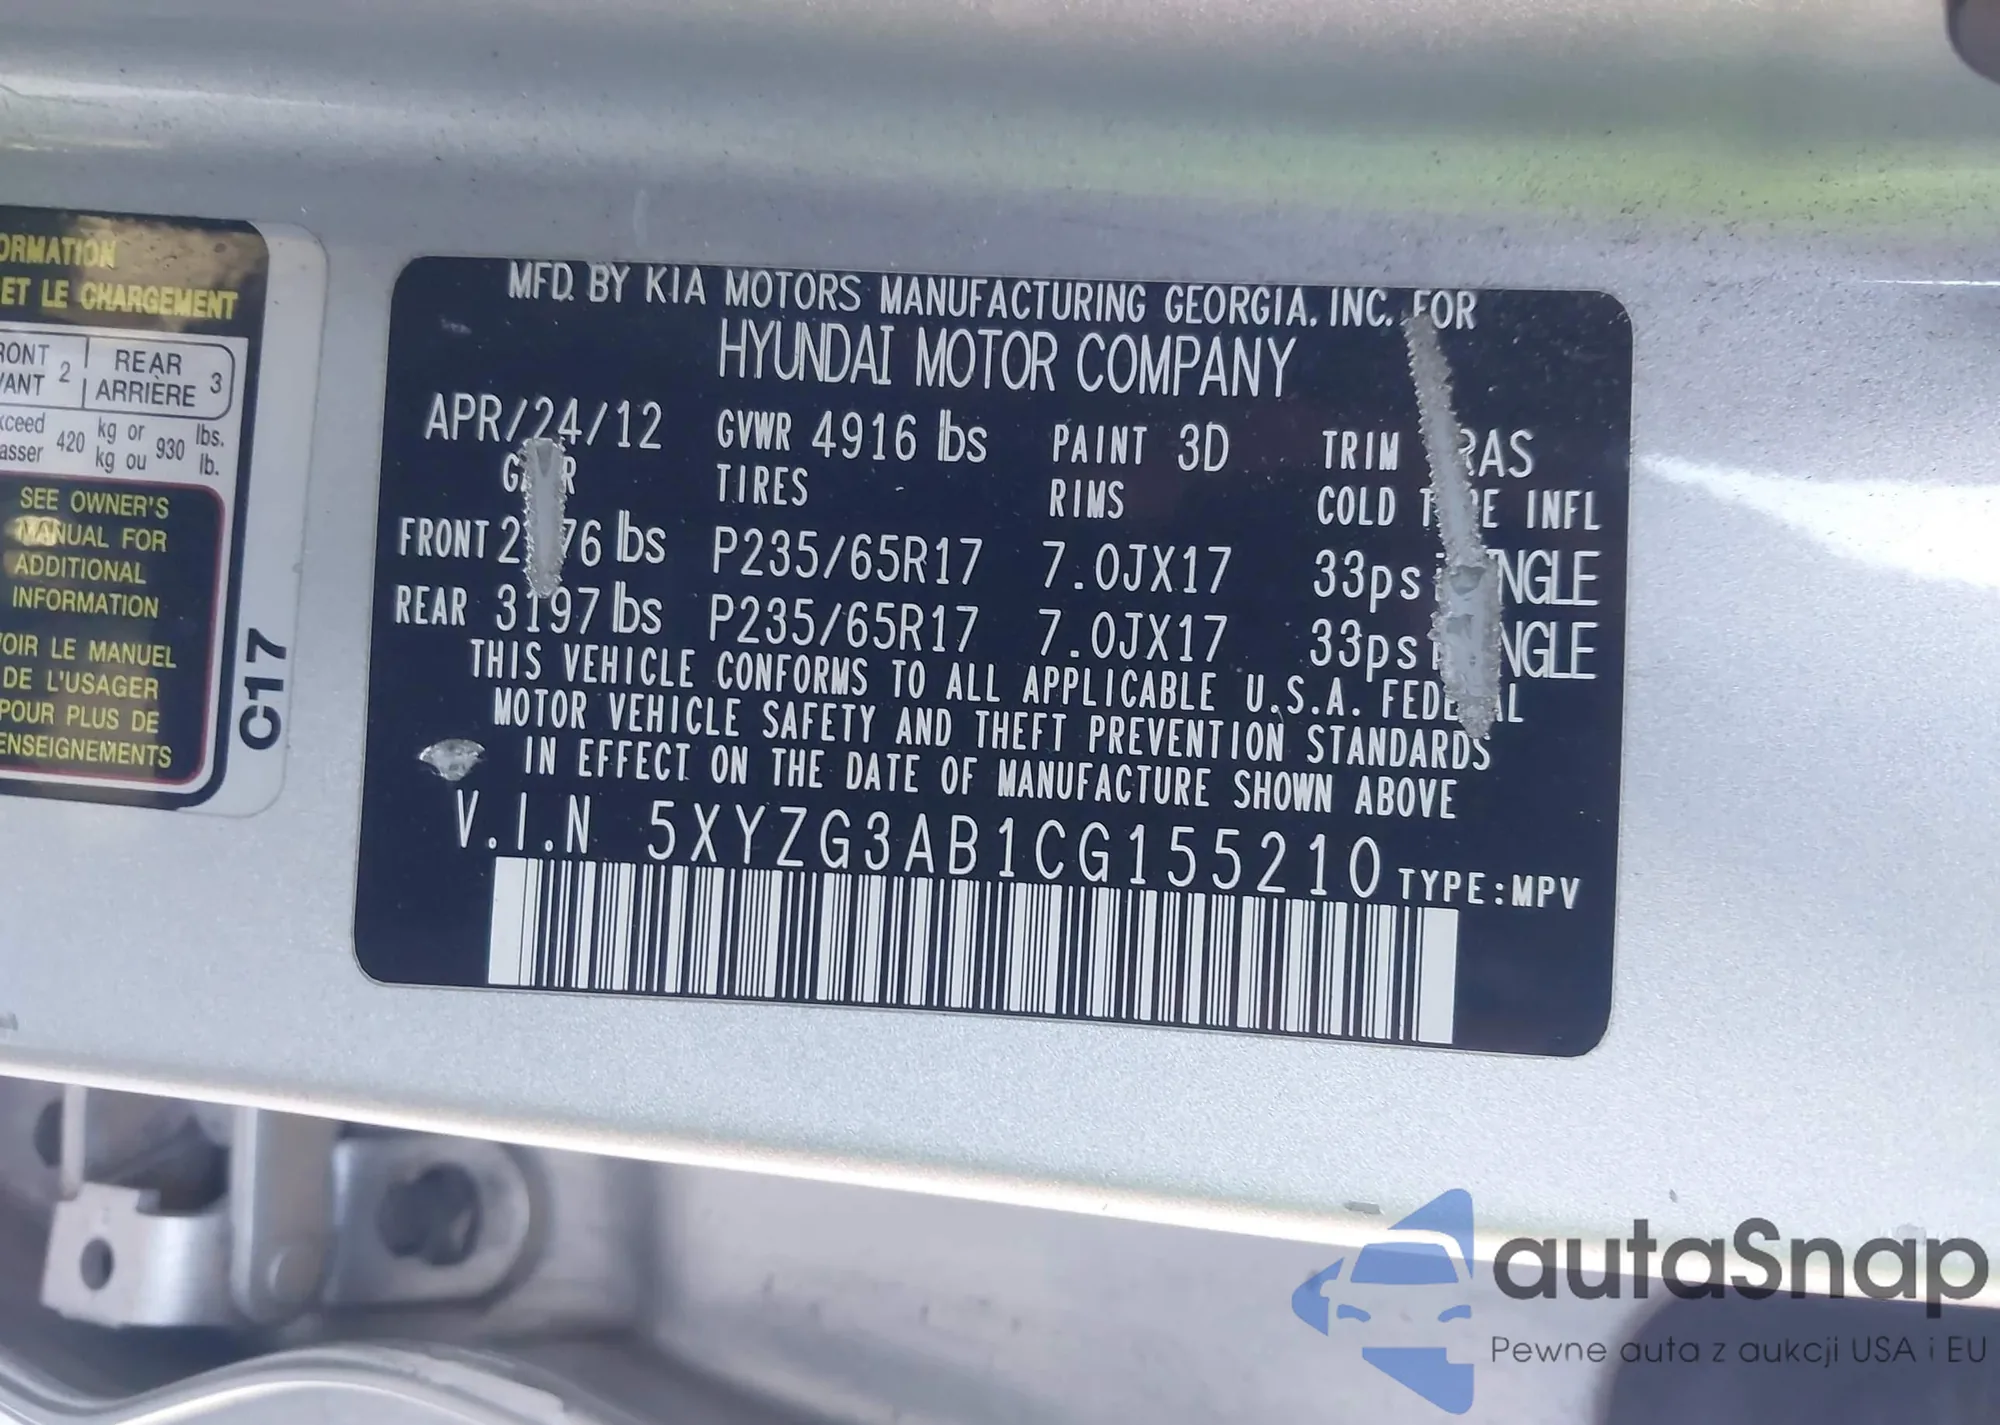 ORMATION
ET LE CHARGEMENT
RONT 2 REAR 3
VANT ARRIÈRE
xceed 420 kg or 930 lbs.
asser kg ou lb.
SEE OWNER'S
MANUAL FOR
ADDITIONAL
INFORMATION
VOIR LE MANUEL
DE L'USAGER
POUR PLUS DE
ENSEIGNEMENTS
C17
MFD. BY KIA MOTORS MANUFACTURING GEORGIA. INC. FOR
HYUNDAI MOTOR COMPANY
APR/24/12 GVWR 4916 lbs PAINT 3D TRIM RAS
TIRES RIMS COLD INFL
FRONT lbs P235/65R17 7.0JX17 33psi
REAR 3197 lbs P235/65R17 7.0JX17 33psi
THIS VEHICLE CONFORMS TO ALL APPLICABLE U.S.A. FEDERAL
MOTOR VEHICLE SAFETY AND THEFT PREVENTION STANDARDS
IN EFFECT ON THE DATE OF MANUFACTURE SHOWN ABOVE
V.I.N 5XYZG3AB1CG155210 TYPE:MPV
autaSnap
Pewne auta z aukcji USA i EU